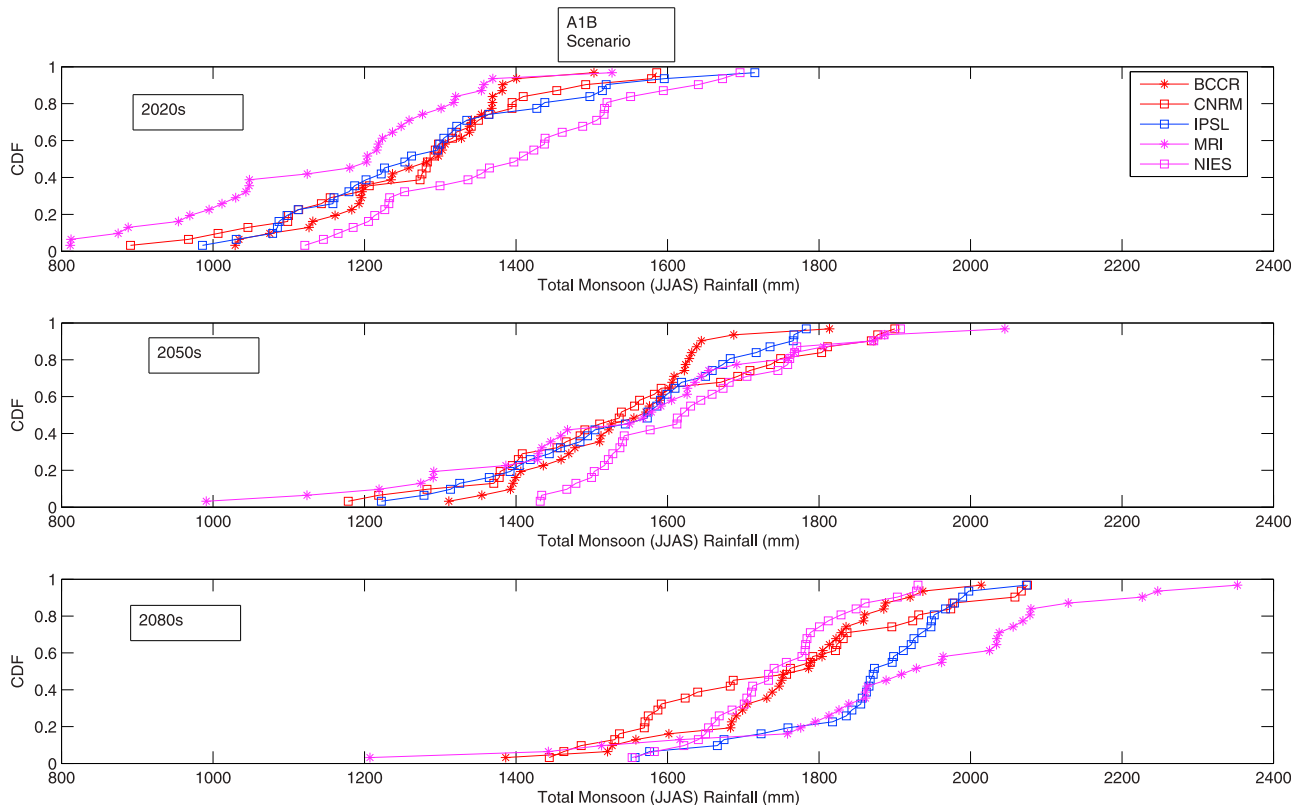 A1B
Scenario
1
0.8
0.6
0.4
0.2
0
CDF
2020s
BCCR
CNRM
IPSL
MRI
NIES
800 1000 1200 1400 1600 1800 2000 2200 2400
Total Monsoon (JJAS) Rainfall (mm)
1
0.8
0.6
0.4
0.2
0
CDF
2050s
800 1000 1200 1400 1600 1800 2000 2200 2400
Total Monsoon (JJAS) Rainfall (mm)
1
0.8
0.6
0.4
0.2
0
CDF
2080s
800 1000 1200 1400 1600 1800 2000 2200 2400
Total Monsoon (JJAS) Rainfall (mm)